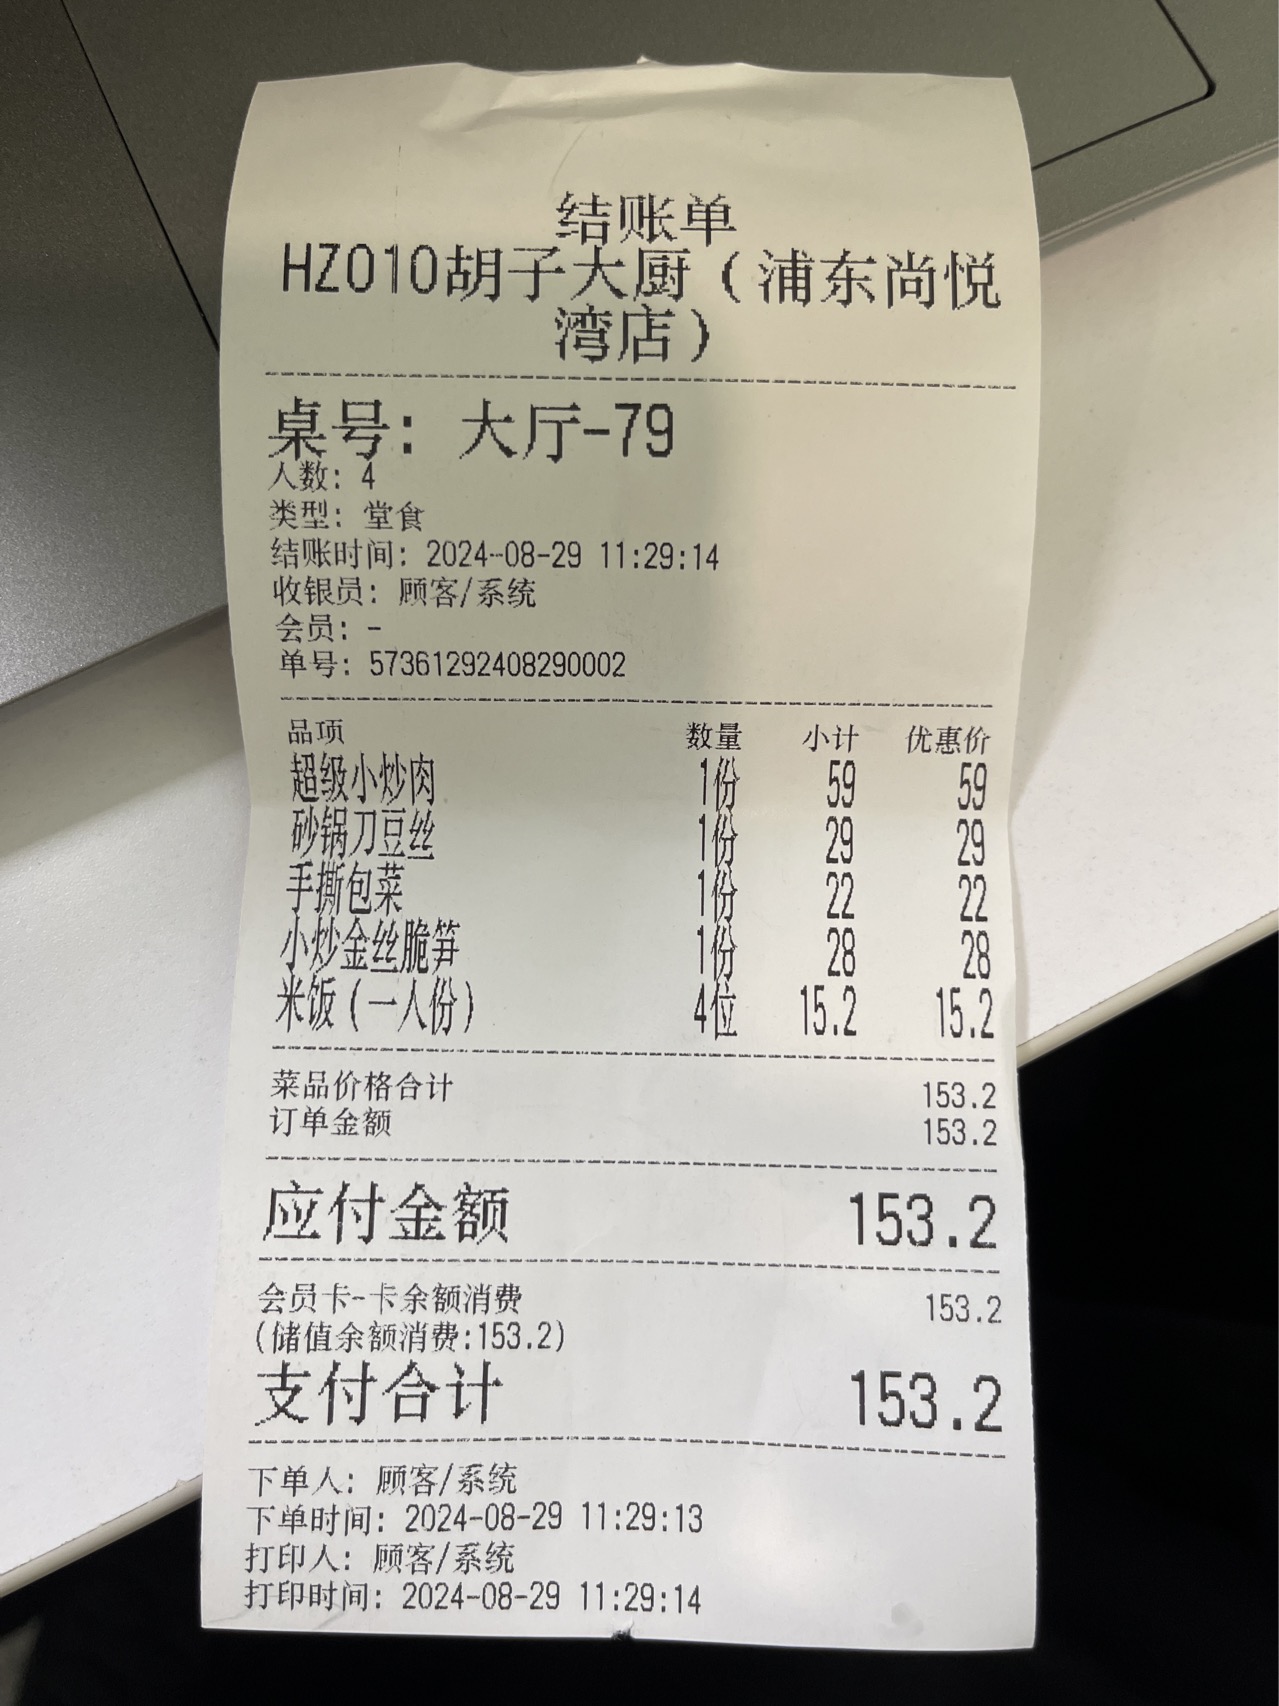 结账单
HZ010胡子大厨（浦东尚悦
湾店）
桌号：大厅-79
人数：4
类型：堂食
结账时间：2024-08-29 11:29:14
收银员：顾客/系统
会员：-
单号：57361292408290002
品项 数量 小计 优惠价
超级小炒肉 1份 59 59
砂锅刀豆丝 1份 29 29
手撕包菜 1份 22 22
小炒金丝脆笋 1份 28 28
米饭（一人份） 4位 15.2 15.2
菜品价格合计 153.2
订单金额 153.2
应付金额 153.2
会员卡-卡余额消费 153.2
(储值余额消费:153.2)
支付合计 153.2
下单人：顾客/系统
下单时间：2024-08-29 11:29:13
打印人：顾客/系统
打印时间：2024-08-29 11:29:14